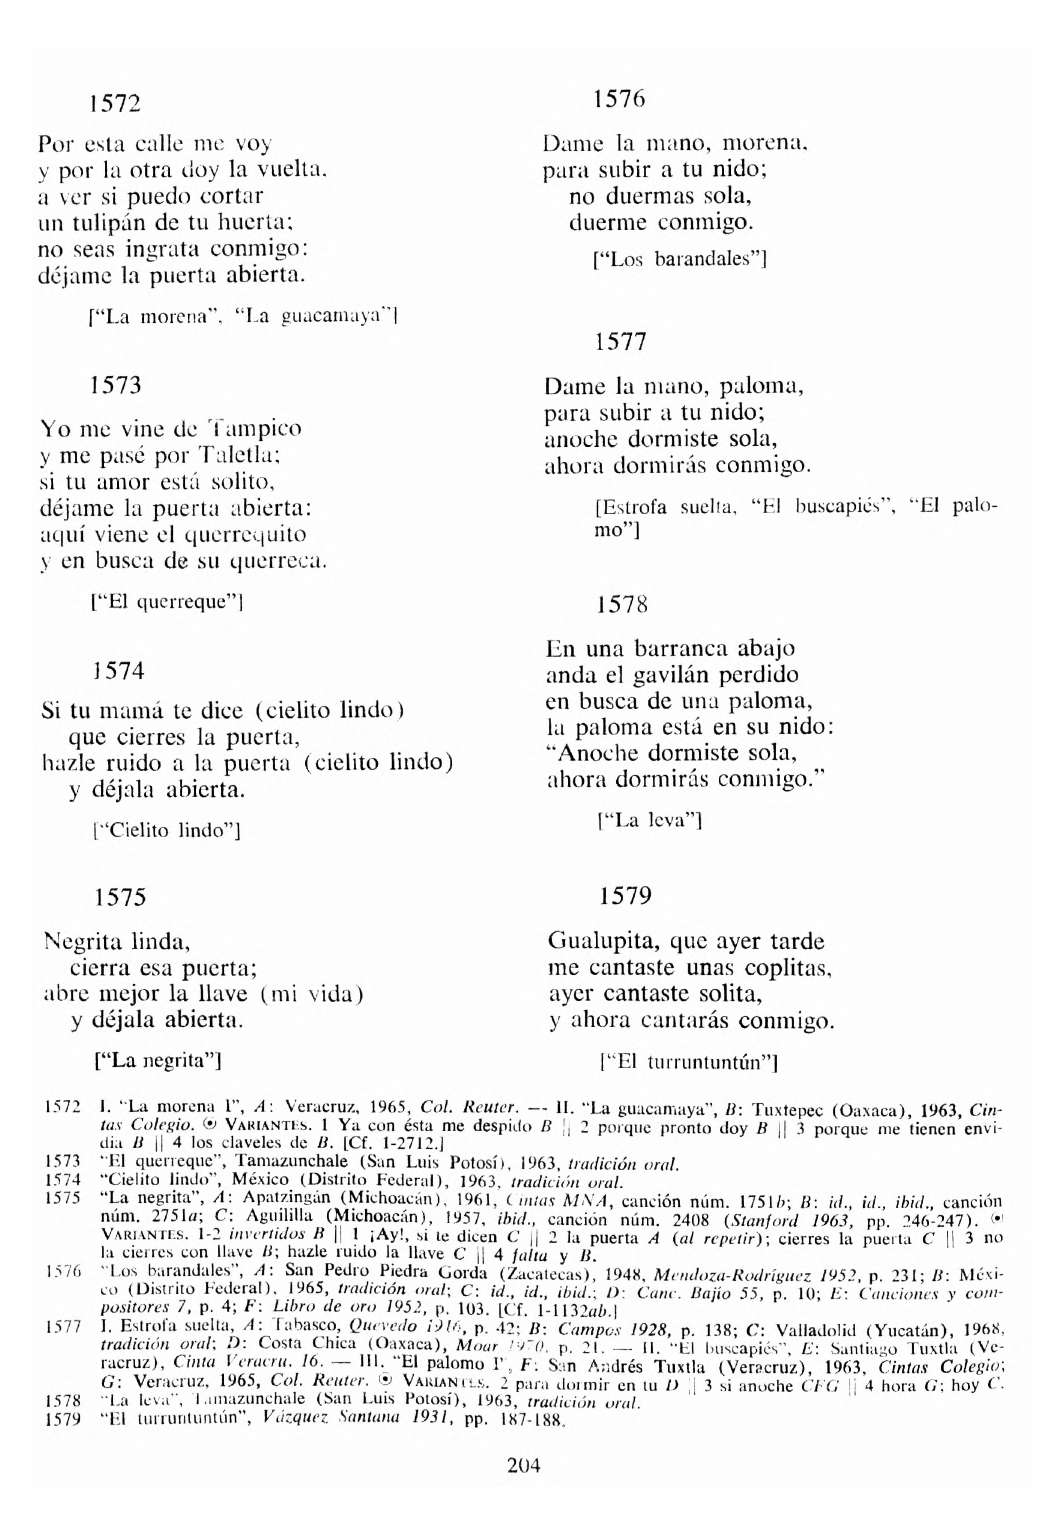 1572
Por esta calle me voy
y por la otra doy la vuelta.
a ver si puedo cortar
un tulipán de tu huerta;
no seas ingrata conmigo:
déjame la puerta abierta.
[“La morena”, “La guacamaya”]
1573
Yo me vine de Tampico
y me pasé por Taletla;
si tu amor está solito,
déjame la puerta abierta:
aquí viene el querrequito
y en busca de su querreca.
[“El querreque”]
1574
Si tu mamá te dice (cielito lindo)
que cierres la puerta,
hazle ruido a la puerta (cielito lindo)
y déjala abierta.
[“Cielito lindo”]
1575
Negrita linda,
cierra esa puerta;
abre mejor la llave (mi vida)
y déjala abierta.
[“La negrita”]
1576
Dame la mano, morena,
para subir a tu nido;
no duermas sola,
duerme conmigo.
[“Los barandales”]
1577
Dame la mano, paloma,
para subir a tu nido;
anoche dormiste sola,
ahora dormirás conmigo.
[Estrofa suelta, “El buscapiés”, “El palo-
mo”]
1578
En una barranca abajo
anda el gavilán perdido
en busca de una paloma,
la paloma está en su nido:
“Anoche dormiste sola,
ahora dormirás conmigo.”
[“La leva”]
1579
Gualupita, que ayer tarde
me cantaste unas coplitas,
ayer cantaste solita,
y ahora cantarás conmigo.
[“El turruntuntún”]
1572 I. “La morena I”, A: Veracruz, 1965, Col. Reuter. — II. “La guacamaya”, B: Tuxtepec (Oaxaca), 1963, Cin-
tas Colegio. ⦿ VARIANTES. 1 Ya con ésta me despido B || 2 porque pronto doy B || 3 porque me tienen envi-
dia B || 4 los claveles de B. [Cf. 1-2712.]
1573 “El querreque”, Tamazunchale (San Luis Potosí), 1963, tradición oral.
1574 “Cielito lindo”, México (Distrito Federal), 1963, tradición oral.
1575 “La negrita”, A: Apatzingán (Michoacán), 1961, Cintas MNA, canción núm. 1751b; B: id., id., ibid., canción
núm. 2751a; C: Aguililla (Michoacán), 1957, ibid., canción núm. 2408 (Stanford 1963, pp. 246-247). ⦿
VARIANTES. 1-2 invertidos B || 1 ¡Ay!, si te dicen C || 2 la puerta A (al repetir); cierres la puerta C || 3 no
la cierres con llave B; hazle ruido la llave C || 4 falta y B.
1576 “Los barandales”, A: San Pedro Piedra Gorda (Zacatecas), 1948, Mendoza-Rodríguez 1952, p. 231; B: Méxi-
co (Distrito Federal), 1965, tradición oral; C: id., id., ibid.; D: Canc. Bajío 55, p. 10; E: Canciones y com-
positores 7, p. 4; F: Libro de oro 1952, p. 103. [Cf. 1-1132ab.]
1577 I. Estrofa suelta, A: Tabasco, Quevedo 1916, p. 42; B: Campos 1928, p. 138; C: Valladolid (Yucatán), 1968,
tradición oral; D: Costa Chica (Oaxaca), Moar 1970, p. 21. — II. “El buscapiés”, E: Santiago Tuxtla (Ve-
racruz), Cinta Veracru. 16. — III. “El palomo I”, F: San Andrés Tuxtla (Veracruz), 1963, Cintas Colegio;
G: Veracruz, 1965, Col. Reuter. ⦿ VARIANTES. 2 para dormir en tu D || 3 si anoche CFG || 4 hora G; hoy C.
1578 “La leva”, Tamazunchale (San Luis Potosí), 1963, tradición oral.
1579 “El turruntuntún”, Vázquez Santana 1931, pp. 187-188.
204